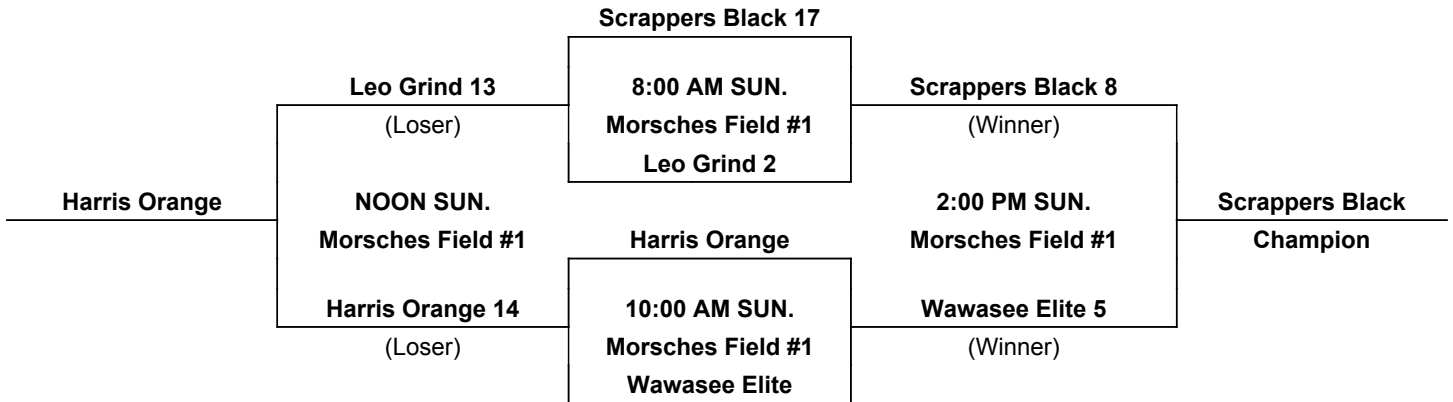 Scrappers Black 17
Leo Grind 13 8:00 AM SUN. Scrappers Black 8
(Loser) Morsches Field #1 (Winner)
Leo Grind 2
Harris Orange NOON SUN. 2:00 PM SUN. Scrappers Black
Morsches Field #1 Harris Orange Morsches Field #1 Champion
Harris Orange 14 10:00 AM SUN. Wawasee Elite 5
(Loser) Morsches Field #1 (Winner)
Wawasee Elite